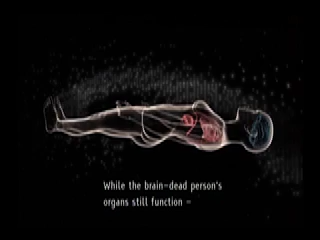 While the brain-dead person's
organs still function -